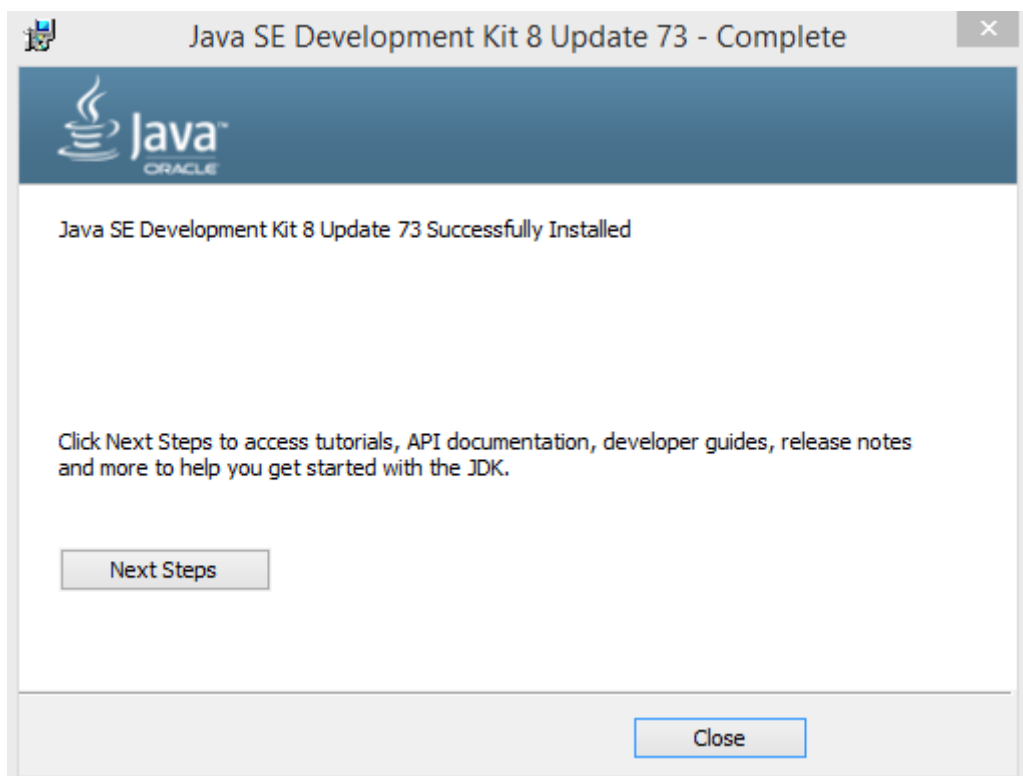 Java SE Development Kit 8 Update 73 - Complete
Java™
ORACLE
Java SE Development Kit 8 Update 73 Successfully Installed
Click Next Steps to access tutorials, API documentation, developer guides, release notes
and more to help you get started with the JDK.
Next Steps
Close